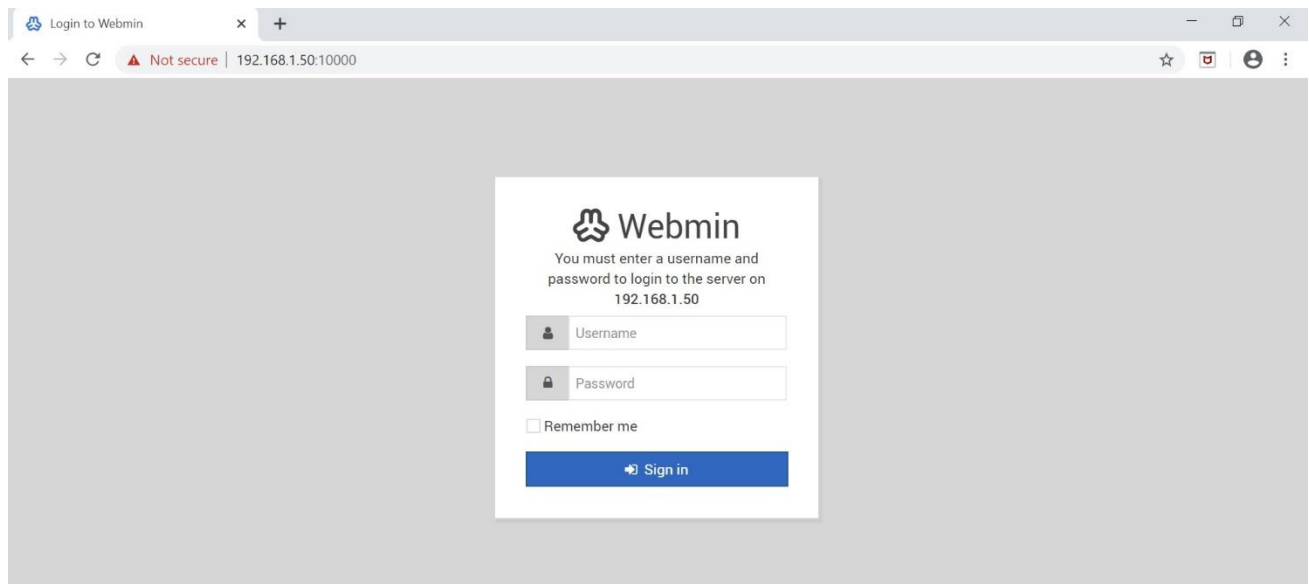 Login to Webmin
Not secure | 192.168.1.50:10000
Webmin
You must enter a username and
password to login to the server on
192.168.1.50
Username
Password
Remember me
Sign in